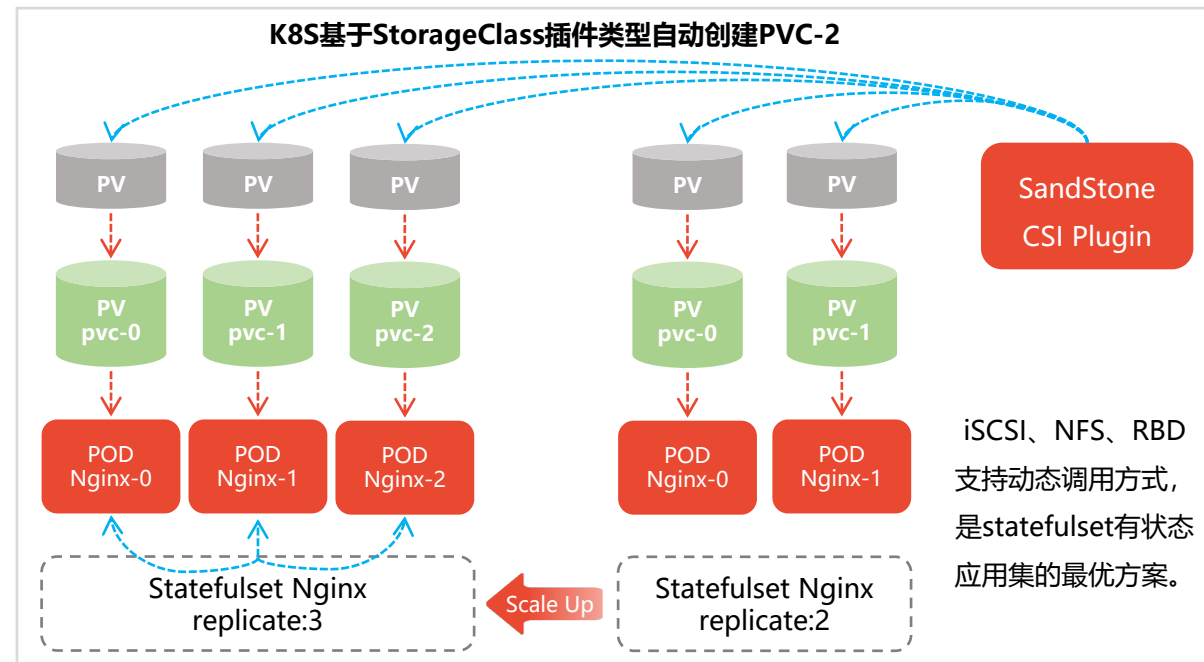 K8S基于StorageClass插件类型自动创建PVC-2
PV
PV
PV
PV
PV
SandStone
CSI Plugin
PV
pvc-0
PV
pvc-1
PV
pvc-2
PV
pvc-0
PV
pvc-1
POD
Nginx-0
POD
Nginx-1
POD
Nginx-2
POD
Nginx-0
POD
Nginx-1
iSCSI、NFS、RBD
支持动态调用方式，
是statefulset有状态
应用集的最优方案。
Statefulset Nginx
replicate:3
Scale Up
Statefulset Nginx
replicate:2